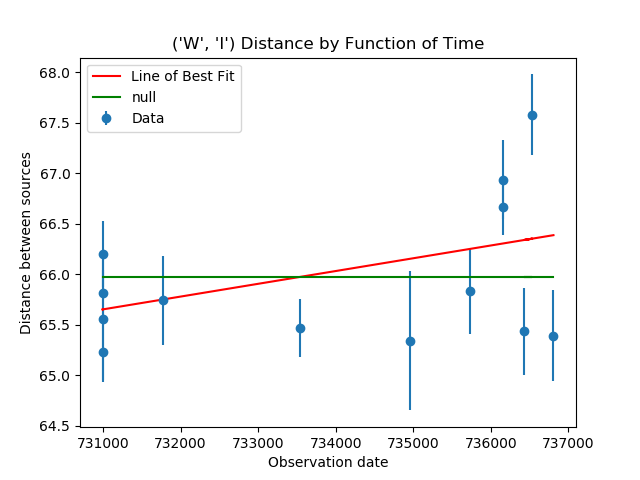 ('W', 'I') Distance by Function of Time
Line of Best Fit
null
Data
Distance between sources
68.0
67.5
67.0
66.5
66.0
65.5
65.0
64.5
731000 732000 733000 734000 735000 736000 737000
Observation date